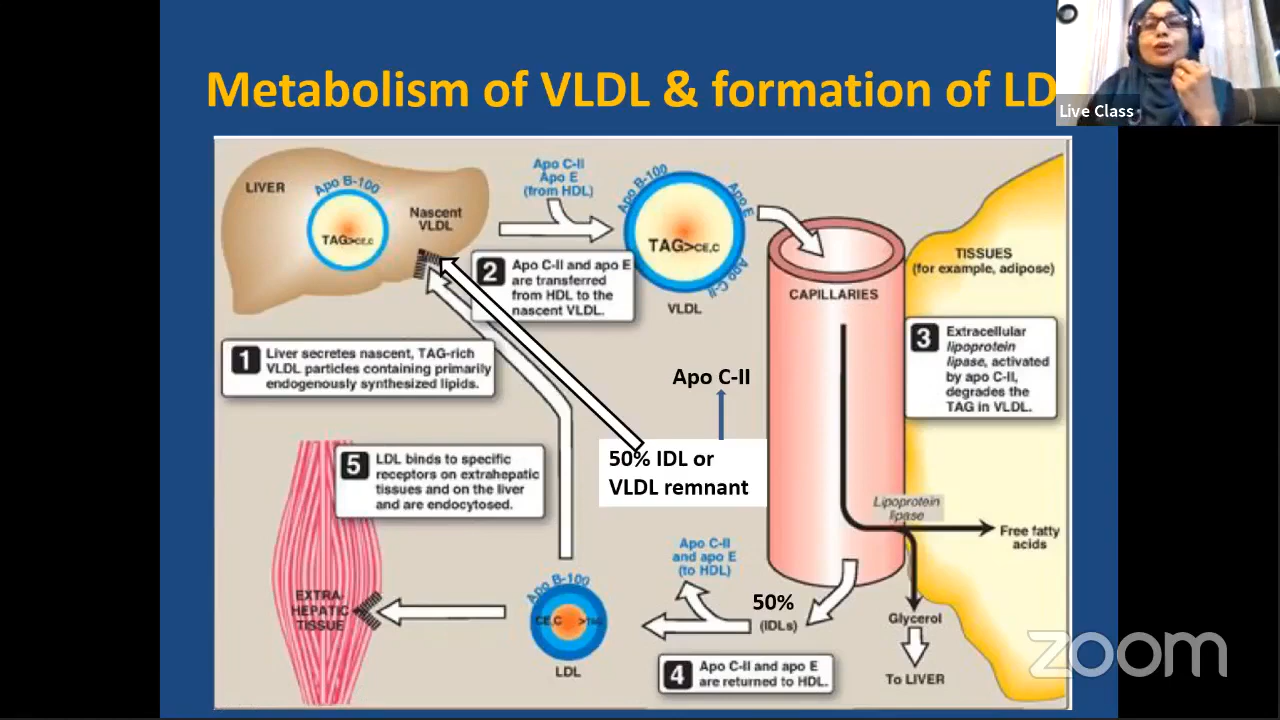 Metabolism of VLDL & formation of LD
Live Class
LIVER
Apo B-100
TAG>CE,C
Nascent
VLDL
Apo C-II
Apo E
(from HDL)
Apo B-100
Apo E
Apo C-II
TAG>CE,C
VLDL
2
Apo C-II and apo E
are transferred
from HDL to the
nascent VLDL.
CAPILLARIES
TISSUES
(for example, adipose)
1
Liver secretes nascent, TAG-rich
VLDL particles containing primarily
endogenously synthesized lipids.
3
Extracellular
lipoprotein
lipase, activated
by apo C-II,
degrades the
TAG in VLDL.
Apo C-II
50% IDL or
VLDL remnant
5
LDL binds to specific
receptors on extrahepatic
tissues and on the liver
and are endocytosed.
Lipoprotein
lipase
Free fatty
acids
Apo C-II
and apo E
(to HDL)
50%
(IDLs)
Apo B-100
CE,C >TAG
LDL
EXTRA-
HEPATIC
TISSUE
Glycerol
To LIVER
4
Apo C-II and apo E
are returned to HDL.
zoom